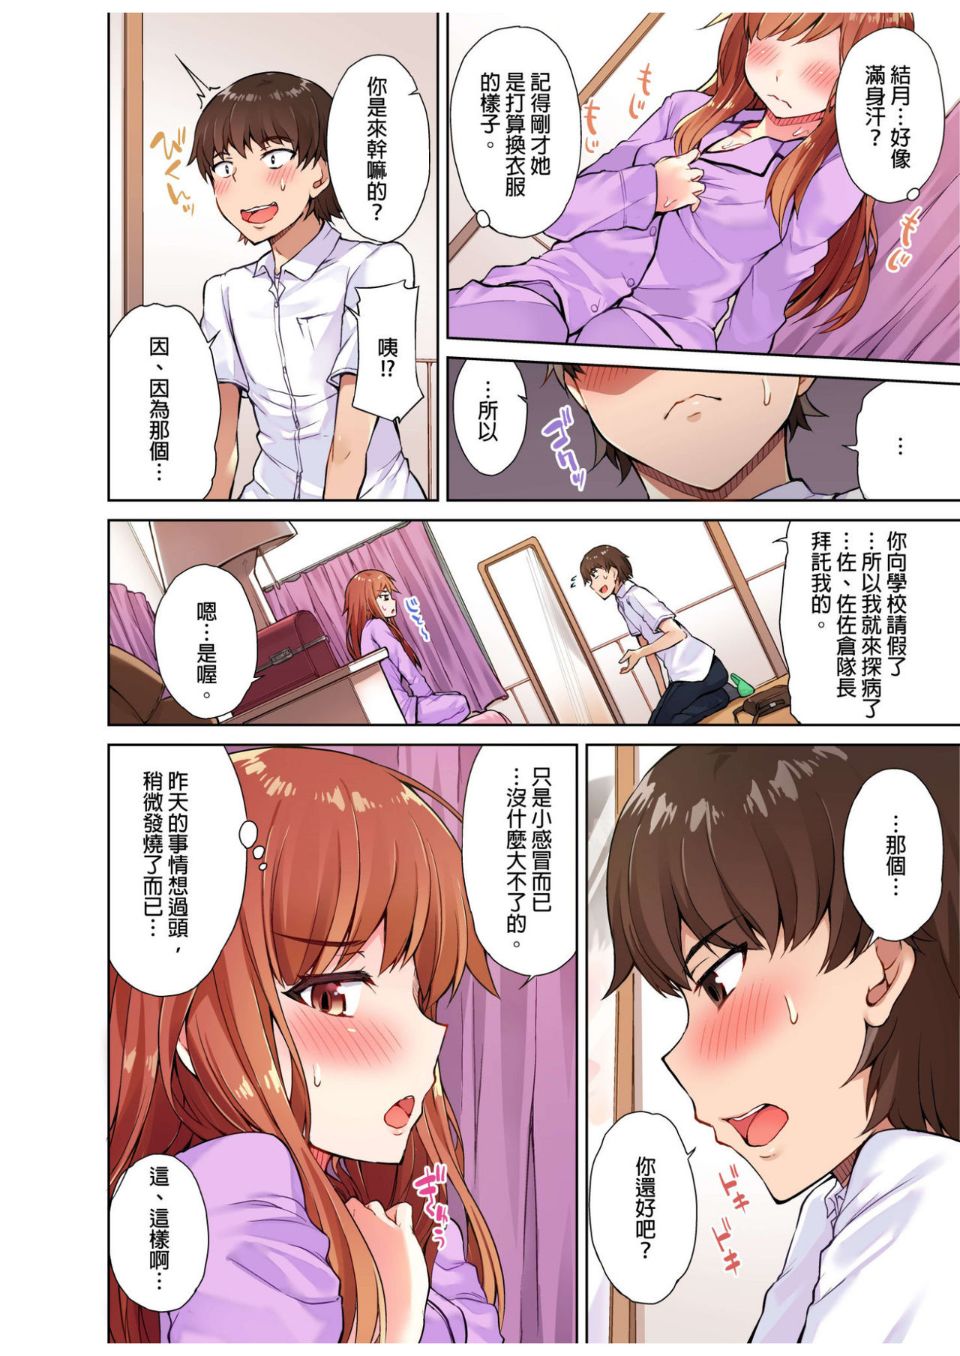 結月…好像
滿身汗？
記得剛才她
是打算換衣服
的樣子。
もじ
もじ
もじ
もじ
…
…所以
ゴクッ
你是來幹嘛的？
びくんッ
咦!?
因、因為那個…
你向學校請假了
…所以我就來探病了
…佐、佐佐倉隊長
拜託我的。
じと〜
嗯…是喔。
…那個…
你還好吧？
ドキ
ドキ
只是小感冒而已
…沒什麼大不了的。
昨天的事情想過頭，
稍微發燒了而已…
ぎくゅう
這、這樣啊…